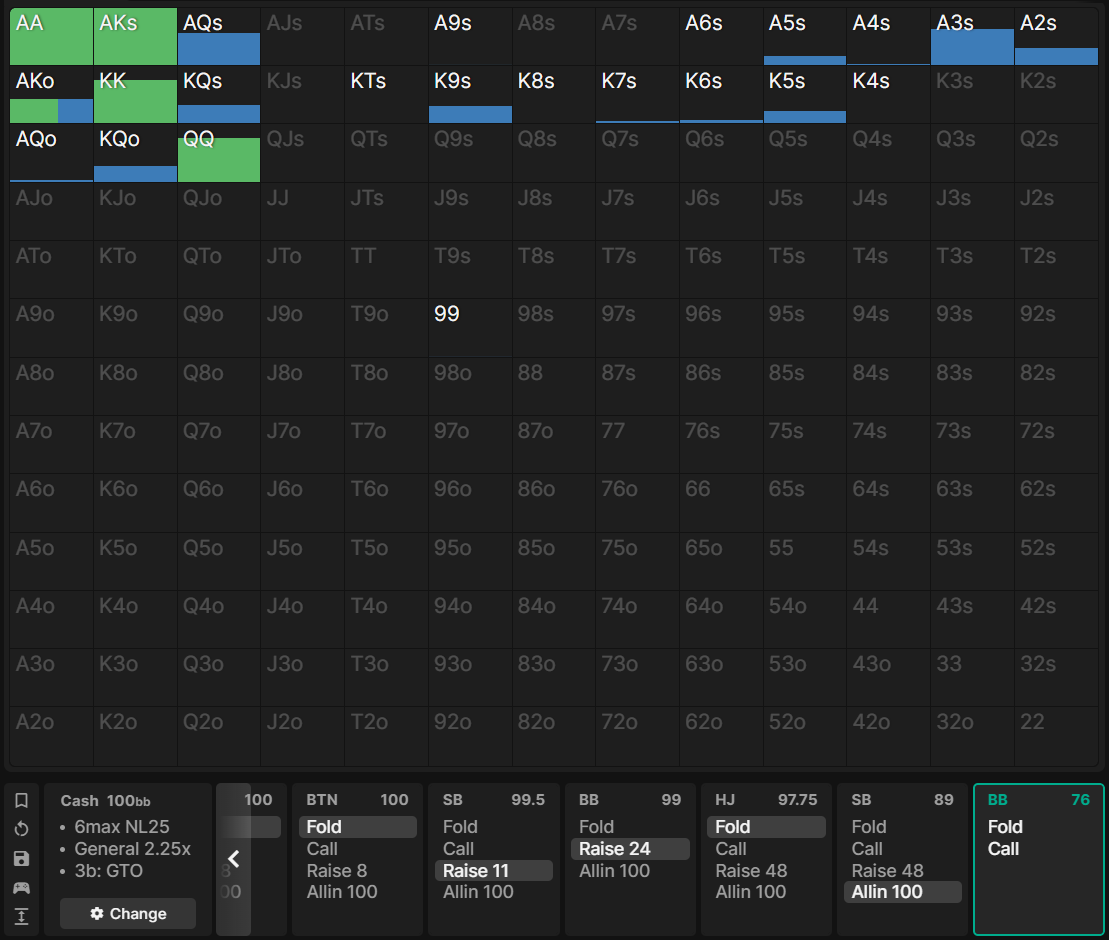 AA AKs AQs AJs ATs A9s A8s A7s A6s A5s A4s A3s A2s
AKo KK KQs KJs KTs K9s K8s K7s K6s K5s K4s K3s K2s
AQo KQo QQ QJs QTs Q9s Q8s Q7s Q6s Q5s Q4s Q3s Q2s
AJo KJo QJo JJ JTs J9s J8s J7s J6s J5s J4s J3s J2s
ATo KTo QTo JTo TT T9s T8s T7s T6s T5s T4s T3s T2s
A9o K9o Q9o J9o T9o 99 98s 97s 96s 95s 94s 93s 92s
A8o K8o Q8o J8o T8o 98o 88 87s 86s 85s 84s 83s 82s
A7o K7o Q7o J7o T7o 97o 87o 77 76s 75s 74s 73s 72s
A6o K6o Q6o J6o T6o 96o 86o 76o 66 65s 64s 63s 62s
A5o K5o Q5o J5o T5o 95o 85o 75o 65o 55 54s 53s 52s
A4o K4o Q4o J4o T4o 94o 84o 74o 64o 54o 44 43s 42s
A3o K3o Q3o J3o T3o 93o 83o 73o 63o 53o 43o 33 32s
A2o K2o Q2o J2o T2o 92o 82o 72o 62o 52o 42o 32o 22
Cash 100bb
• 6max NL25
• General 2.25x
• 3b: GTO
Change
100
8
00
BTN 100
Fold
Call
Raise 8
Allin 100
SB 99.5
Fold
Call
Raise 11
Allin 100
BB 99
Fold
Raise 24
Allin 100
HJ 97.75
Fold
Call
Raise 48
Allin 100
SB 89
Fold
Call
Raise 48
Allin 100
BB 76
Fold
Call